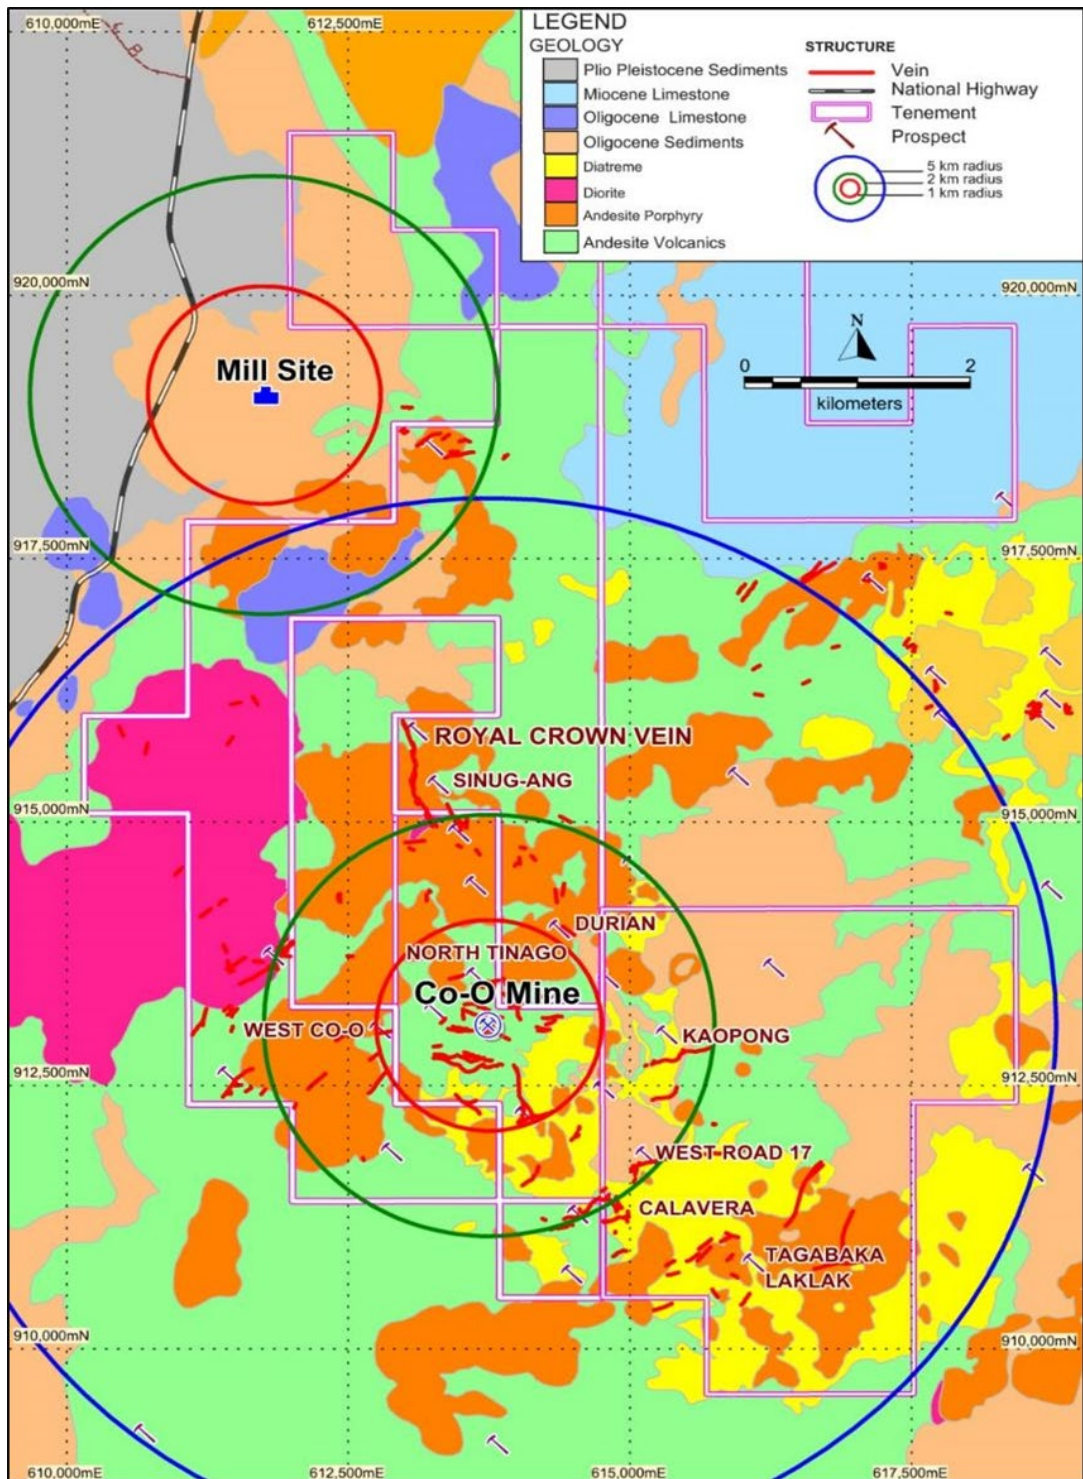 610,000mE
612,500mE
LEGEND
GEOLOGY
Plio Pleistocene Sediments
Miocene Limestone
Oligocene Limestone
Oligocene Sediments
Diatreme
Diorite
Andesite Porphyry
Andesite Volcanics
STRUCTURE
Vein
National Highway
Tenement
Prospect
5 km radius
2 km radius
1 km radius
920,000mN
920,000mN
N
0 2
kilometers
Mill Site
917,500mN
917,500mN
ROYAL CROWN VEIN
SINUG-ANG
915,000mN
915,000mN
DURIAN
NORTH TINAGO
Co-O Mine
WEST CO-O
KAOPONG
912,500mN
912,500mN
WEST ROAD 17
CALAVERA
TAGABAKA
LAKLAK
910,000mN
910,000mN
610,000mE
612,500mE
615,000mE
617,500mE